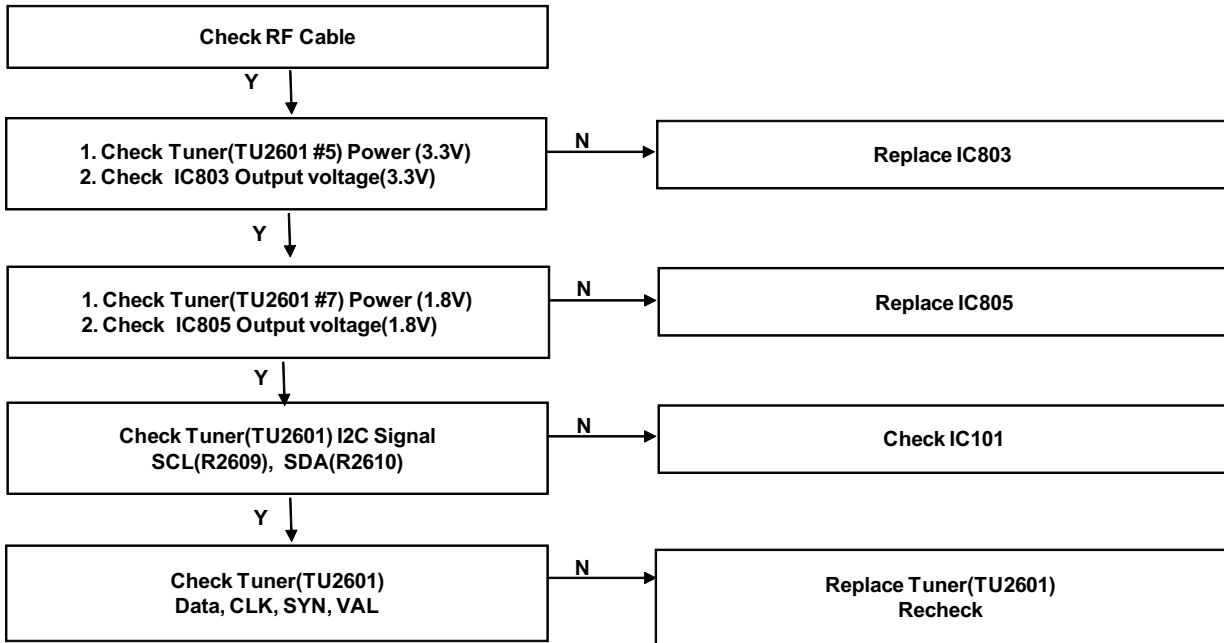 Check RF Cable
Y
1. Check Tuner(TU2601 #5) Power (3.3V)
2. Check IC803 Output voltage(3.3V)
N
Replace IC803
Y
1. Check Tuner(TU2601 #7) Power (1.8V)
2. Check IC805 Output voltage(1.8V)
N
Replace IC805
Y
Check Tuner(TU2601) I2C Signal
SCL(R2609), SDA(R2610)
N
Check IC101
Y
Check Tuner(TU2601)
Data, CLK, SYN, VAL
N
Replace Tuner(TU2601)
Recheck